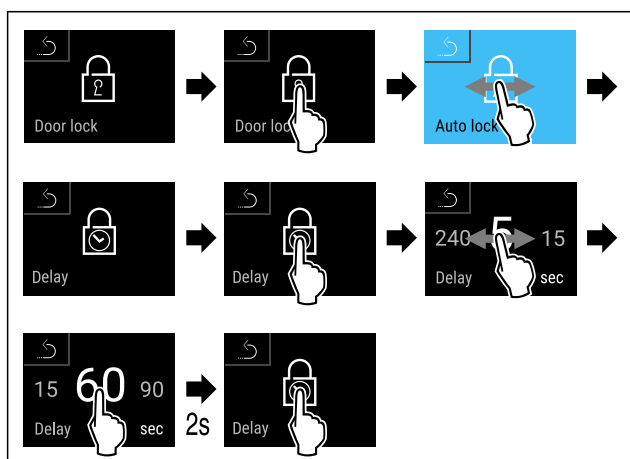 Door lock
Door loc
Auto lock
Delay
Delay
240 5 15
Delay sec
15 60 90
Delay sec
2s
Delay